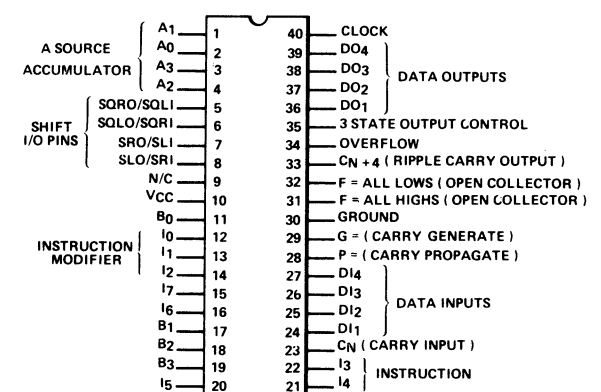 A1 1 40 CLOCK
A0 2 39 DO4
A SOURCE ACCUMULATOR
A3 3 38 DO3
DATA OUTPUTS
A2 4 37 DO2
SQRO/SQLI 5 36 DO1
SQLO/SQRI 6 35 3 STATE OUTPUT CONTROL
SHIFT I/O PINS
SRO/SLI 7 34 OVERFLOW
SLO/SRI 8 33 CN +4 ( RIPPLE CARRY OUTPUT )
N/C 9 32 F = ALL LOWS ( OPEN COLLECTOR )
VCC 10 31 F = ALL HIGHS ( OPEN COLLECTOR )
B0 11 30 GROUND
I0 12 29 G = ( CARRY GENERATE )
INSTRUCTION MODIFIER
I1 13 28 P = ( CARRY PROPAGATE )
I2 14 27 DI4
I7 15 26 DI3
DATA INPUTS
I6 16 25 DI2
B1 17 24 DI1
B2 18 23 CN ( CARRY INPUT )
B3 19 22 I3
INSTRUCTION
I5 20 21 I4